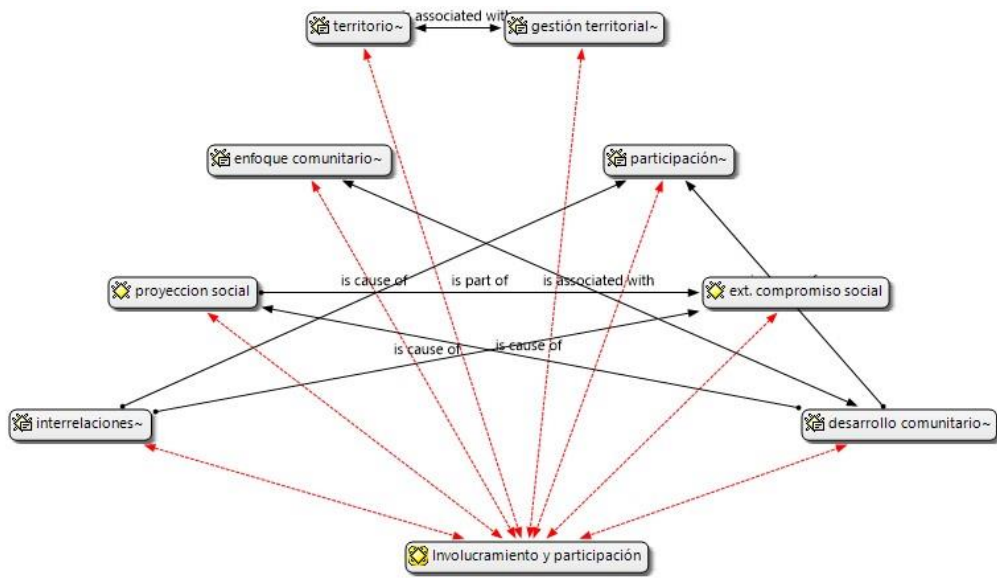 is associated with
territorio~
gestión territorial~
enfoque comunitario~
participación~
is cause of
is part of
is associated with
proyeccion social
ext. compromiso social
is cause of
is cause of
interrelaciones~
desarrollo comunitario~
Involucramiento y participación